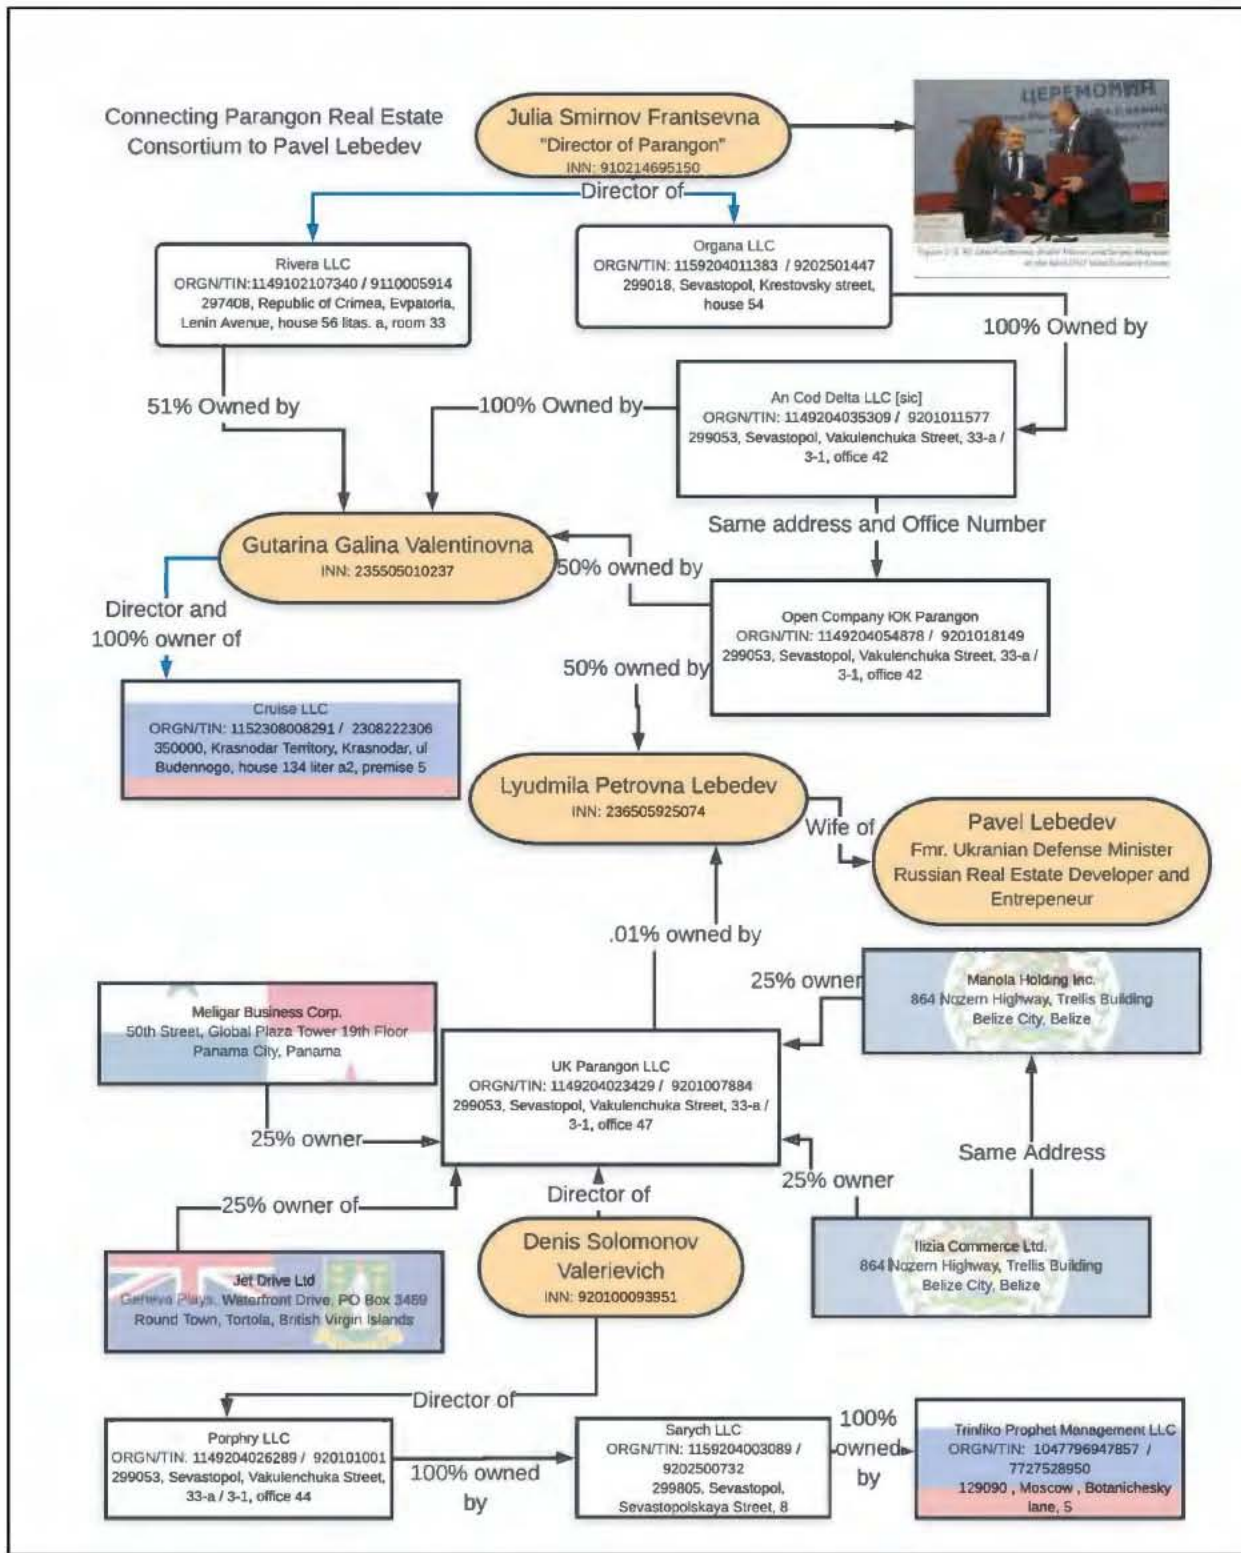 Connecting Parangon Real Estate
Consortium to Pavel Lebedev
Julia Smirnov Frantsevna
"Director of Parangon"
INN: 910214695150
ЦЕРЕМОНИЯ
Director of
Rivera LLC
ORGN/TIN:1149102107340 / 9110005914
297408, Republic of Crimea, Evpatoria,
Lenin Avenue, house 56 litas. a, room 33
Organa LLC
ORGN/TIN: 1159204011383 / 9202501447
299018, Sevastopol, Krestovsky street,
house 54
100% Owned by
51% Owned by
100% Owned by
An Cod Delta LLC [sic]
ORGN/TIN: 1149204035309 / 9201011577
299053, Sevastopol, Vakulenchuka Street, 33-a /
3-1, office 42
Same address and Office Number
Gutarina Galina Valentinovna
INN: 235505010237
50% owned by
Director and
100% owner of
Open Company ЮК Parangon
ORGN/TIN: 1149204054878 / 9201018149
299053, Sevastopol, Vakulenchuka Street, 33-a /
3-1, office 42
50% owned by
Cruise LLC
ORGN/TIN: 1152308008291 / 2308222306
350000, Krasnodar Territory, Krasnodar, ul
Budennogo, house 134 liter a2, premise 5
Lyudmila Petrovna Lebedev
INN: 236505925074
Wife of
Pavel Lebedev
Fmr. Ukranian Defense Minister
Russian Real Estate Developer and
Entrepeneur
.01% owned by
Meligar Business Corp.
50th Street, Global Plaza Tower 19th Floor
Panama City, Panama
25% owner
Manola Holding Inc.
864 Nozern Highway, Trellis Building
Belize City, Belize
UK Parangon LLC
ORGN/TIN: 1149204023429 / 9201007884
299053, Sevastopol, Vakulenchuka Street, 33-a /
3-1, office 47
25% owner
Same Address
25% owner
25% owner of
Director of
Denis Solomonov
Valerievich
INN: 920100093951
Ilizia Commerce Ltd.
864 Nozern Highway, Trellis Building
Belize City, Belize
Jet Drive Ltd
Geneva Plays, Waterfront Drive, PO Box 3469
Round Town, Tortola, British Virgin Islands
Director of
Porphry LLC
ORGN/TIN: 1149204026289 / 920101001
299053, Sevastopol, Vakulenchuka Street,
33-a / 3-1, office 44
100% owned
by
Sarych LLC
ORGN/TIN: 1159204003089 /
9202500732
299805, Sevastopol,
Sevastopolskaya Street, 8
100%
owned
by
Trinfiko Prophet Management LLC
ORGN/TIN: 1047796947857 /
7727528950
129090 , Moscow , Botanichesky
lane, 5